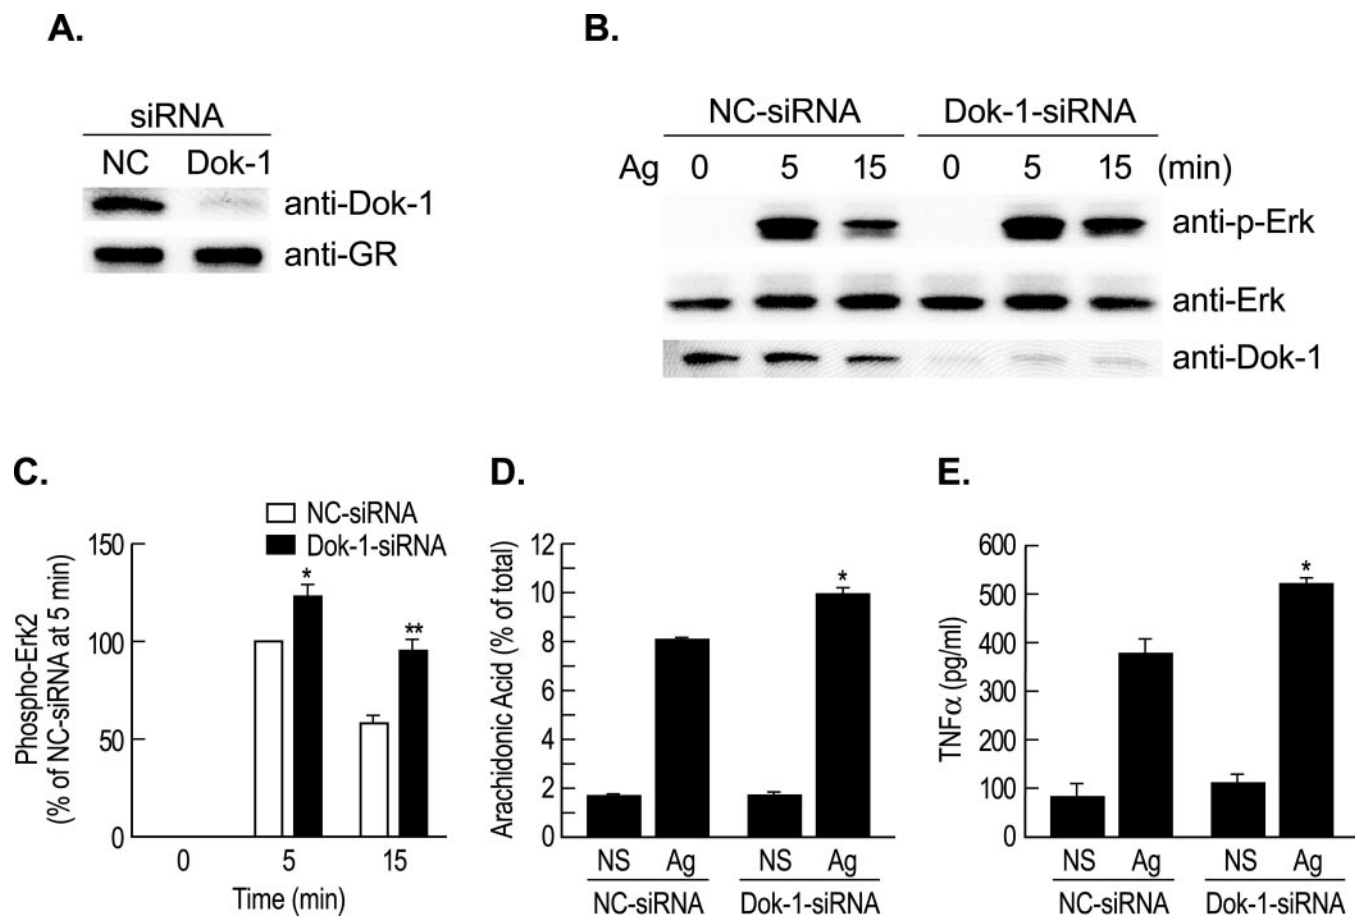 A.
siRNA
NC Dok-1
anti-Dok-1
anti-GR
B.
NC-siRNA Dok-1-siRNA
Ag 0 5 15 0 5 15 (min)
anti-p-Erk
anti-Erk
anti-Dok-1
C.
NC-siRNA
Dok-1-siRNA
Phospho-Erk2
(% of NC-siRNA at 5 min)
150
100
50
0
*
**
0 5 15
Time (min)
D.
Arachidonic Acid (% of total)
12
10
8
6
4
2
0
*
NS Ag NS Ag
NC-siRNA Dok-1-siRNA
E.
TNFα (pg/ml)
600
500
400
300
200
100
0
*
NS Ag NS Ag
NC-siRNA Dok-1-siRNA